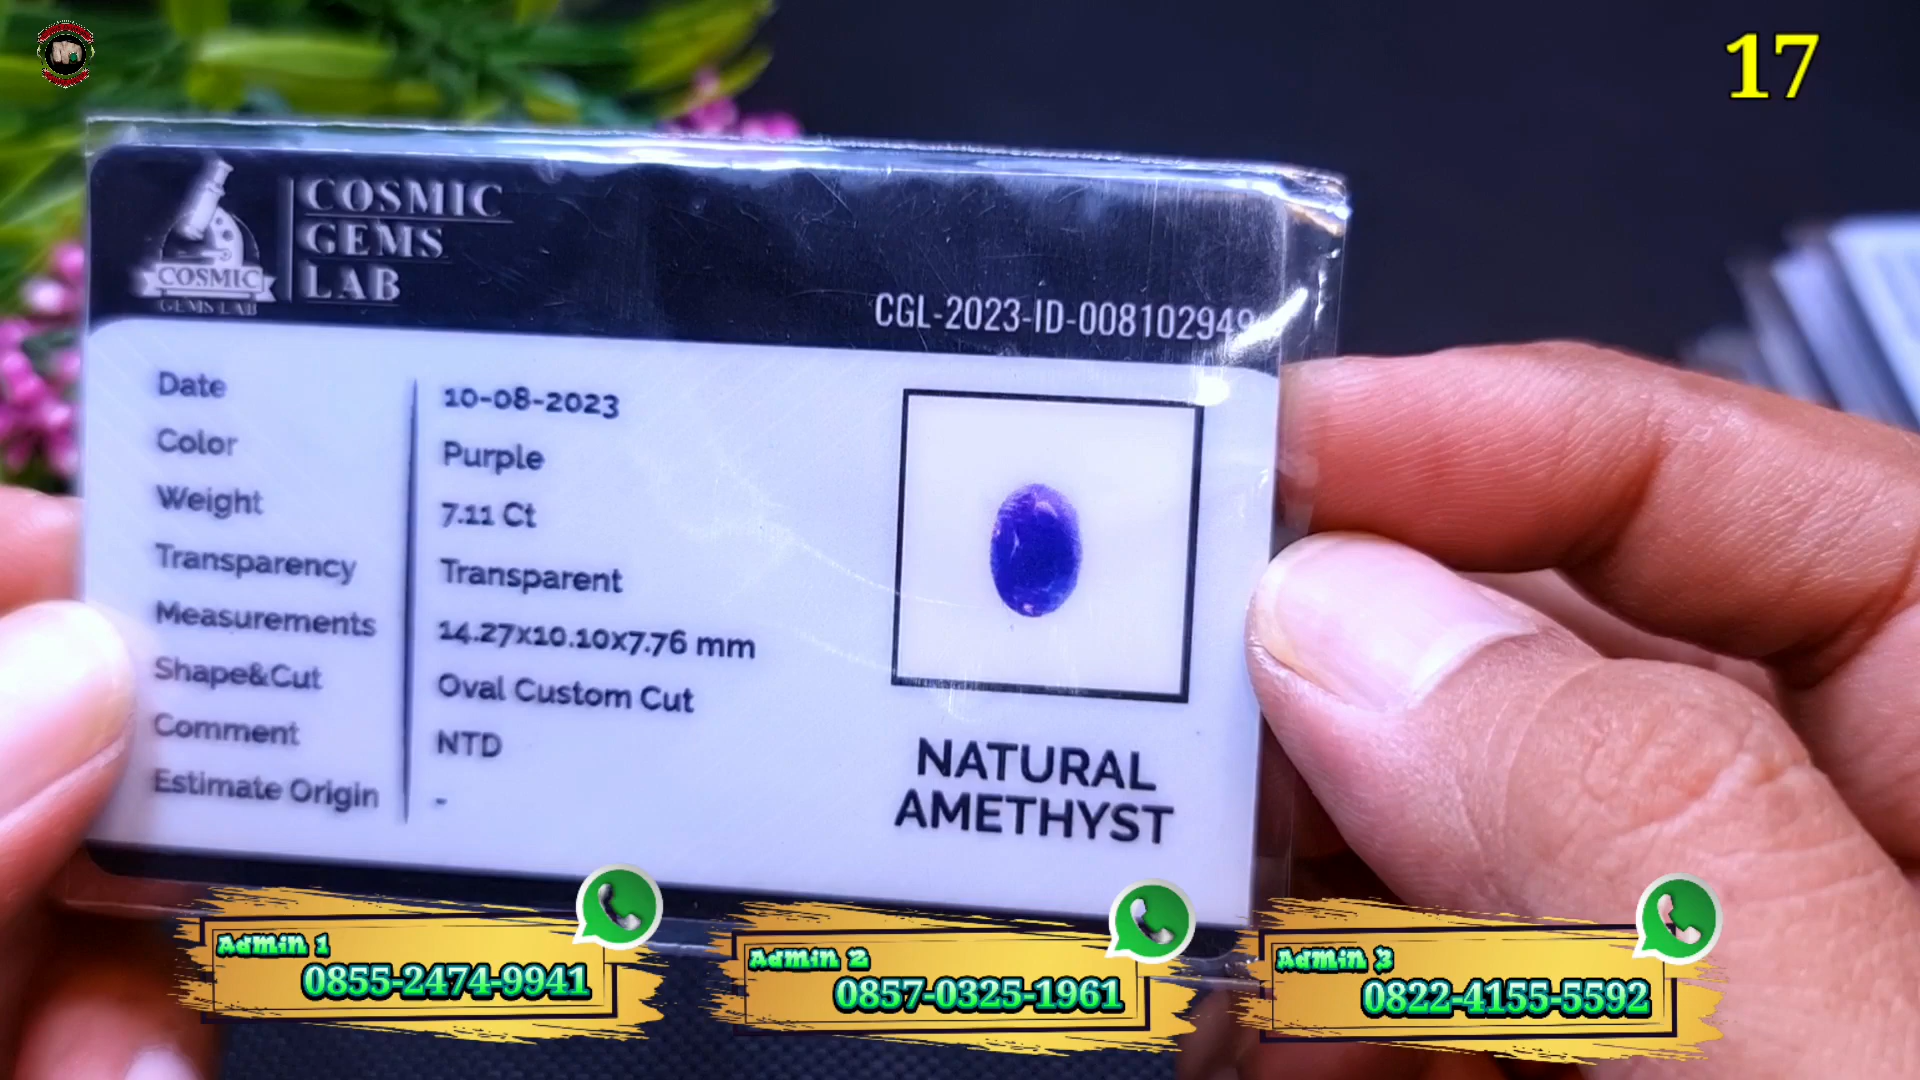 17
COSMIC
GEMS
LAB
COSMIC
GEMS LAB
CGL-2023-ID-008102949
Date 10-08-2023
Color Purple
Weight 7.11 Ct
Transparency Transparent
Measurements 14.27x10.10x7.76 mm
Shape&Cut Oval Custom Cut
Comment NTD
Estimate Origin -
NATURAL
AMETHYST
Admin 1
0855-2474-9941
Admin 2
0857-0325-1961
Admin 3
0822-4155-5592